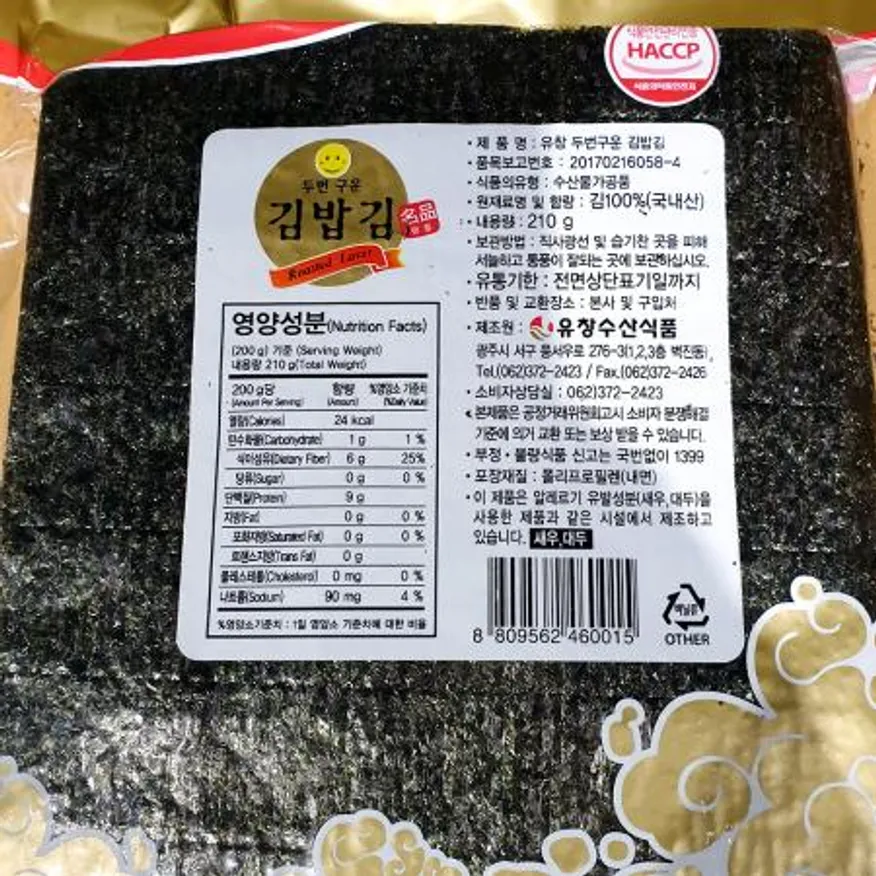 HACCP
두번 구운
김밥김
名品
Roasted Laver
영양성분(Nutrition Facts)
(200 g) 기준 (Serving Weight)
내용량 210 g(Total Weight)
200 g당 함량 %영양소 기준치
(Amount Per Serving) (Amount) (%Daily Value)
열량(Calories) 24 kcal
탄수화물(Carbohydrate) 1 g 1 %
식이섬유(Dietary Fiber) 6 g 25%
당류(Sugar) 0 g 0 %
단백질(Protein) 9 g
지방(Fat) 0 g 0 %
포화지방(Saturated Fat) 0 g 0 %
트랜스지방(Trans Fat) 0 g
콜레스테롤(Cholesterol) 0 mg 0 %
나트륨(Sodium) 90 mg 4 %
%영양소기준치 : 1일 영양소 기준치에 대한 비율
• 제 품 명 : 유창 두번구운 김밥김
• 품목보고번호 : 20170216058-4
• 식품의유형 : 수산물가공품
• 원재료명 및 함량 : 김100%(국내산)
• 내용량 : 210 g
• 보관방법 : 직사광선 및 습기찬 곳을 피해
서늘하고 통풍이 잘되는 곳에 보관하십시오.
• 유통기한 : 전면상단표기일까지
• 반품 및 교환장소 : 본사 및 구입처
• 제조원 : 유창수산식품
광주시 서구 풍서우로 276-3(1,2,3층 벽진동)
Tel.(062)372-2423 / Fax.(062)372-2426
• 소비자상담실 : 062)372-2423
• 본제품은 공정거래위원회고시 소비자 분쟁해결
기준에 의거 교환 또는 보상 받을 수 있습니다.
• 부정 • 불량식품 신고는 국번없이 1399
• 포장재질 : 폴리프로필렌(내면)
• 이 제품은 알레르기 유발성분(새우,대두)을
사용한 제품과 같은 시설에서 제조하고
있습니다. 새우,대두
8 809562 460015
OTHER